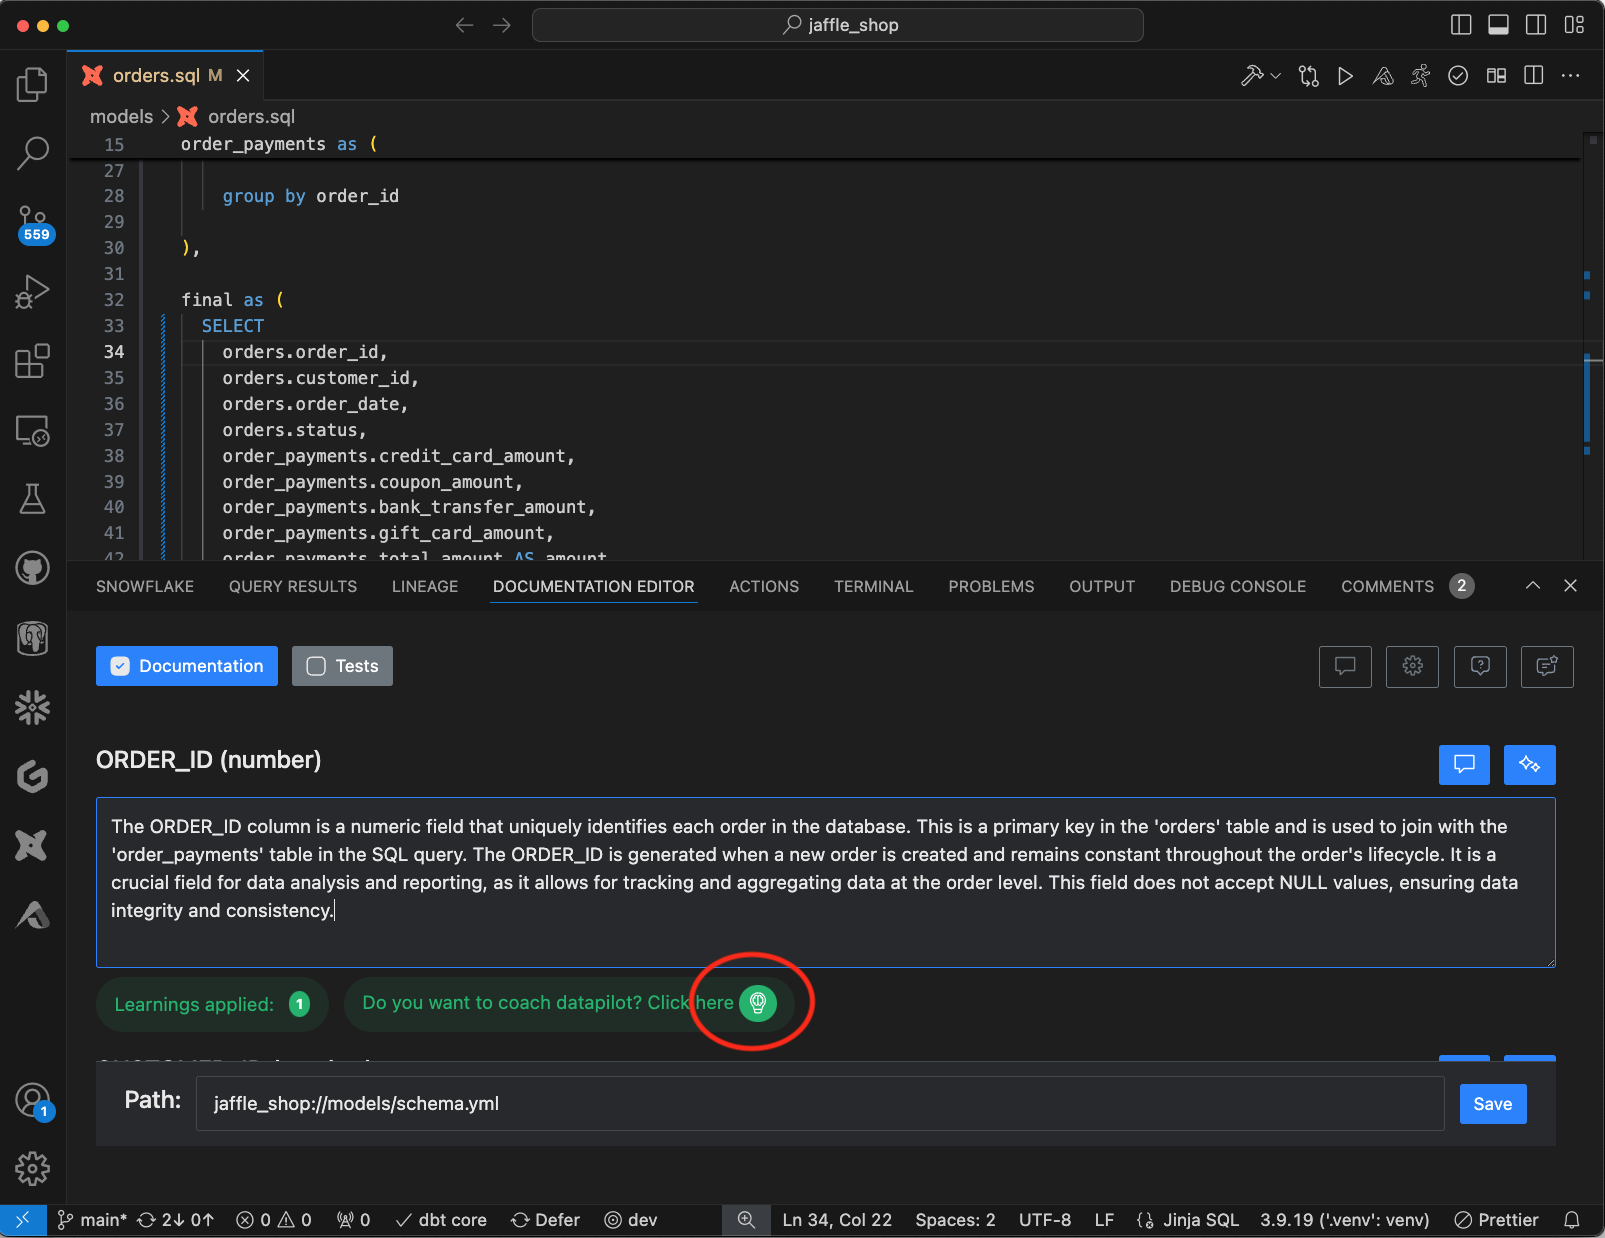 jaffle_shop
orders.sql M
models > orders.sql
559
15 order_payments as (
27
28 group by order_id
29
30 ),
31
32 final as (
33 SELECT
34 orders.order_id,
35 orders.customer_id,
36 orders.order_date,
37 orders.status,
38 order_payments.credit_card_amount,
39 order_payments.coupon_amount,
40 order_payments.bank_transfer_amount,
41 order_payments.gift_card_amount,
42 order_payments.total_amount AS amount
SNOWFLAKE QUERY RESULTS LINEAGE DOCUMENTATION EDITOR ACTIONS TERMINAL PROBLEMS OUTPUT DEBUG CONSOLE COMMENTS 2
Documentation Tests
ORDER_ID (number)
The ORDER_ID column is a numeric field that uniquely identifies each order in the database. This is a primary key in the 'orders' table and is used to join with the
'order_payments' table in the SQL query. The ORDER_ID is generated when a new order is created and remains constant throughout the order's lifecycle. It is a
crucial field for data analysis and reporting, as it allows for tracking and aggregating data at the order level. This field does not accept NULL values, ensuring data
integrity and consistency.
Learnings applied: 1 Do you want to coach datapilot? Click here
Path: jaffle_shop://models/schema.yml Save
1
main* 2↓ 0↑ 0 0 0 dbt core Defer dev Ln 34, Col 22 Spaces: 2 UTF-8 LF Jinja SQL 3.9.19 ('.venv': venv) Prettier